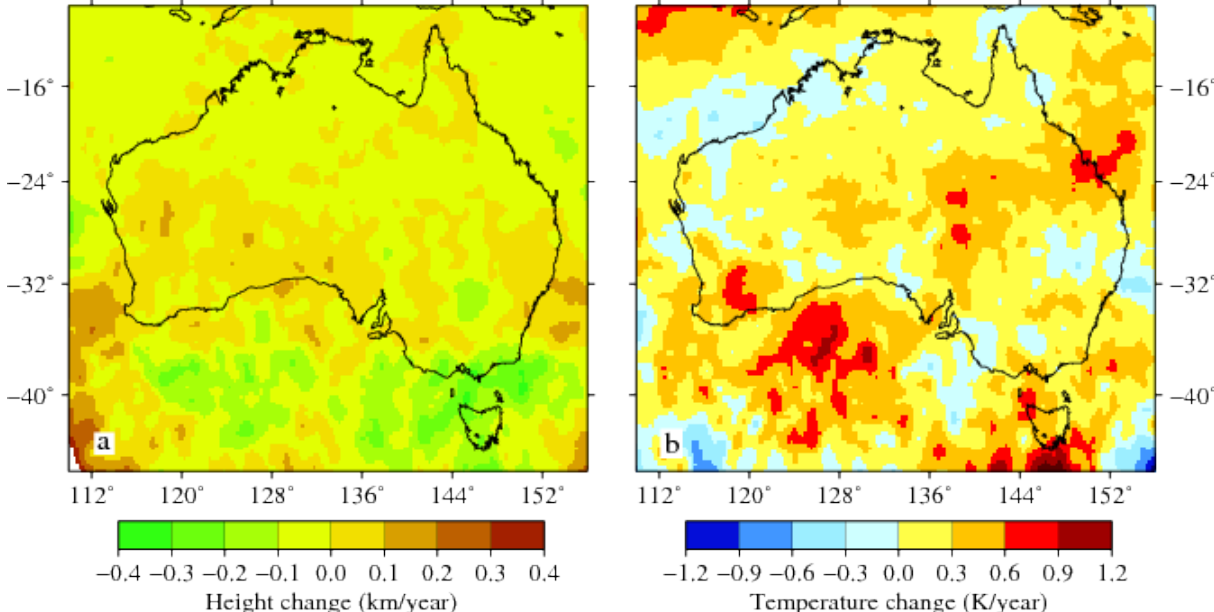 −16° −16°
−24° −24°
−32° −32°
−40° −40°
a b
112° 120° 128° 136° 144° 152° 112° 120° 128° 136° 144° 152°
−0.4 −0.3 −0.2 −0.1 0.0 0.1 0.2 0.3 0.4 −1.2 −0.9 −0.6 −0.3 0.0 0.3 0.6 0.9 1.2
Height change (km/year) Temperature change (K/year)